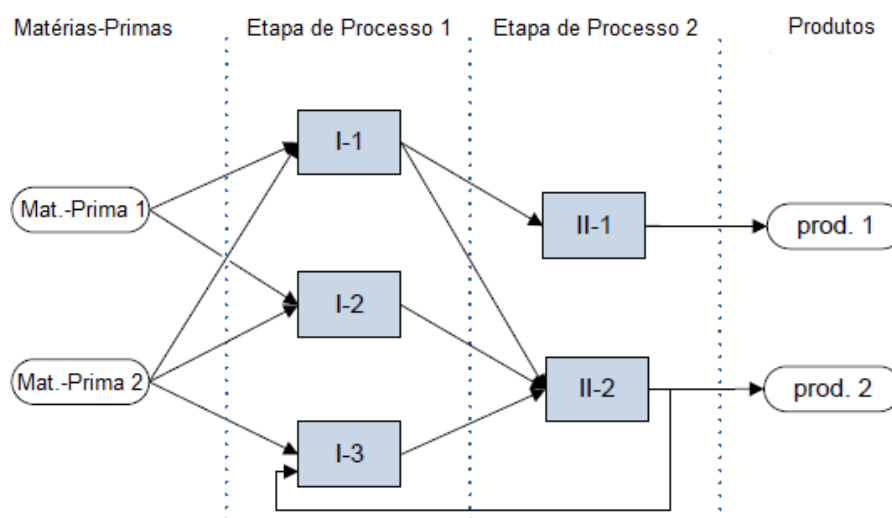 Matérias-Primas
Etapa de Processo 1
Etapa de Processo 2
Produtos
I-1
Mat.-Prima 1
II-1
prod. 1
I-2
Mat.-Prima 2
II-2
prod. 2
I-3